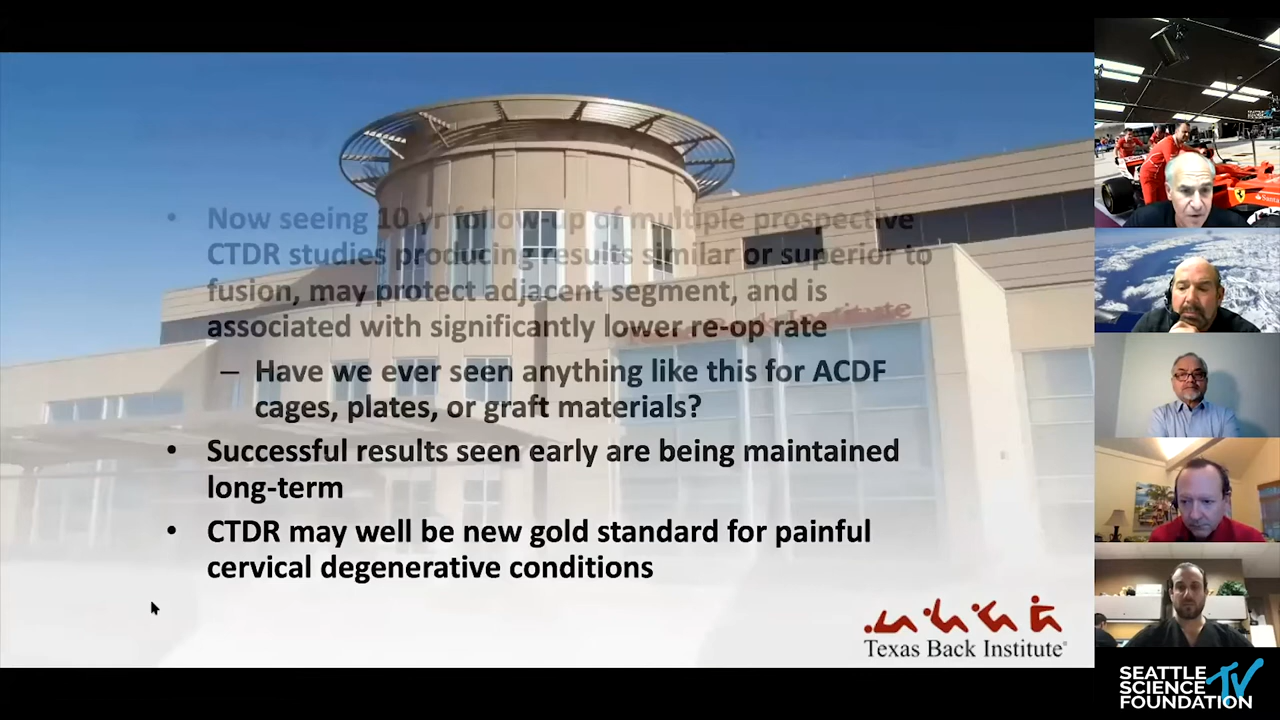 • Now seeing 10 yr follow-up of multiple prospective
CTDR studies producing results similar or superior to
fusion, may protect adjacent segment, and is
associated with significantly lower re-op rate
– Have we ever seen anything like this for ACDF
cages, plates, or graft materials?
• Successful results seen early are being maintained
long-term
• CTDR may well be new gold standard for painful
cervical degenerative conditions
Texas Back Institute®
SEATTLE
SCIENCE TV
FOUNDATION